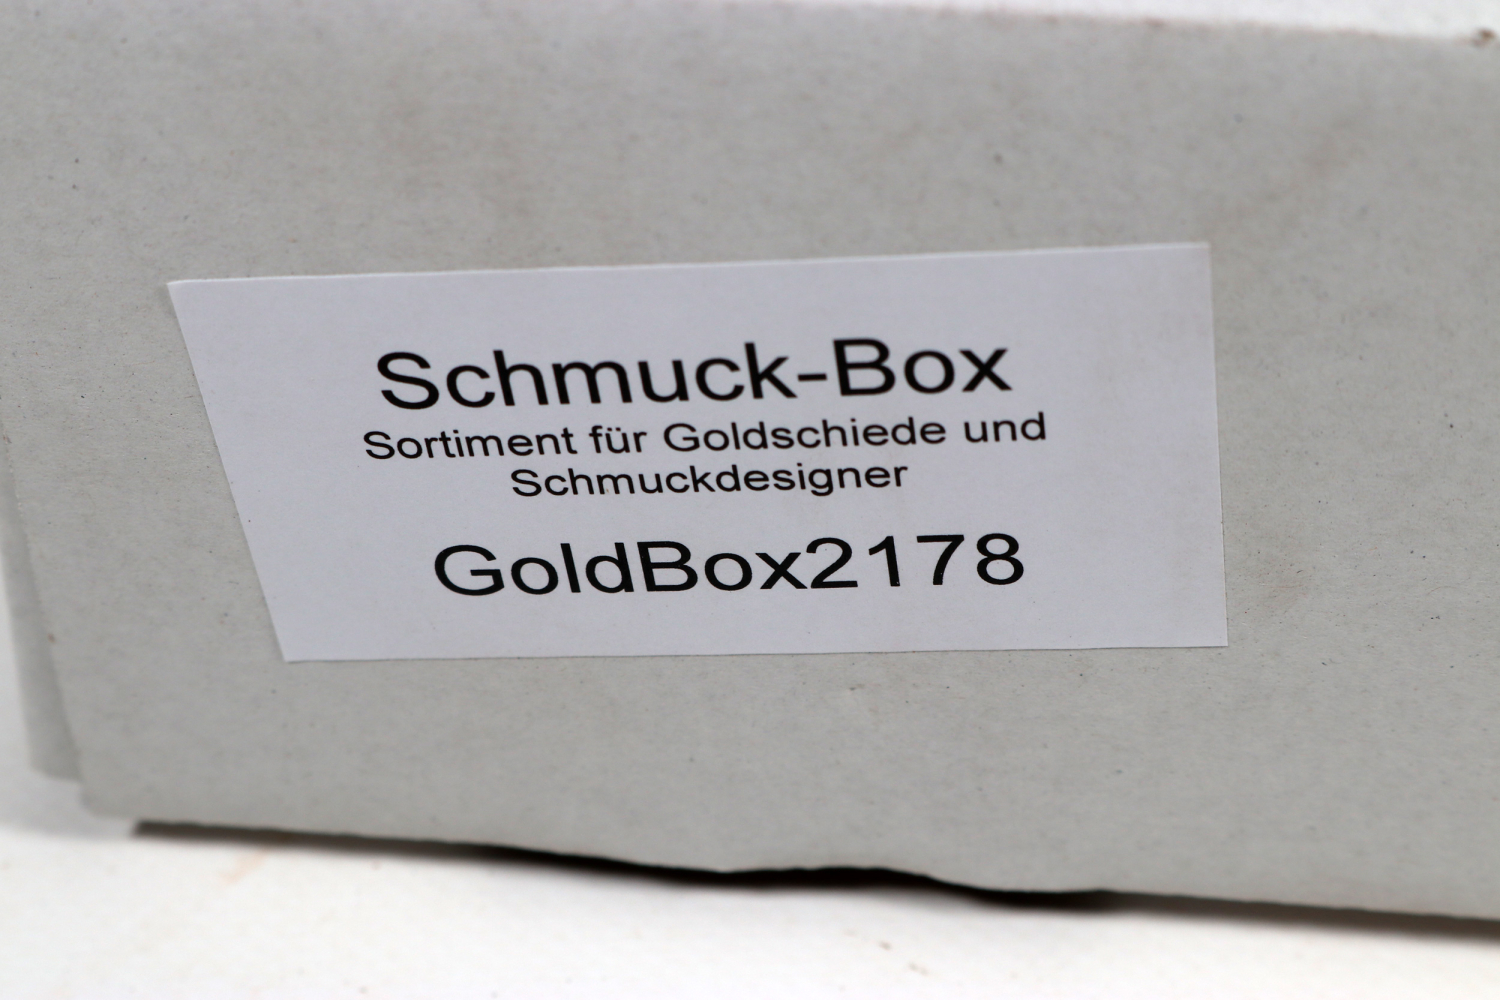 Schmuck-Box
Sortiment für Goldschiede und
Schmuckdesigner
GoldBox2178